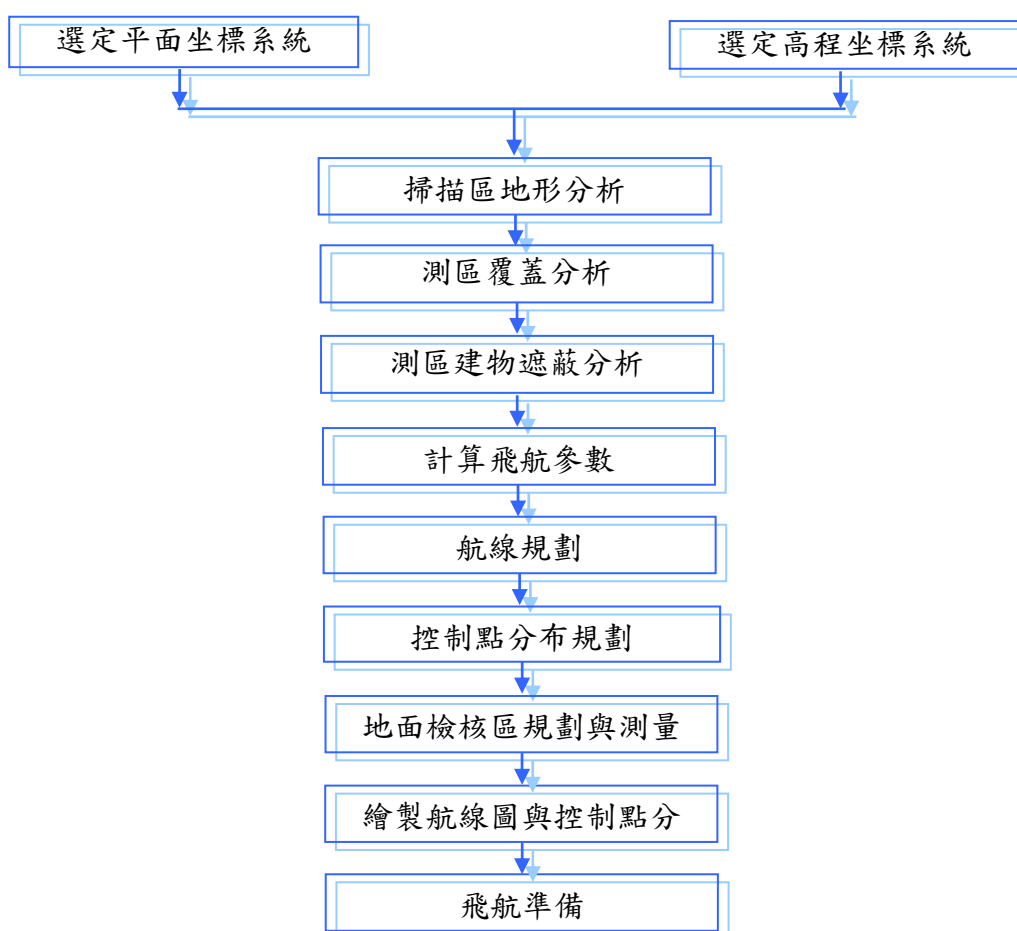 選定平面坐標系統
選定高程坐標系統
掃描區地形分析
測區覆蓋分析
測區建物遮蔽分析
計算飛航參數
航線規劃
控制點分布規劃
地面檢核區規劃與測量
繪製航線圖與控制點分
飛航準備